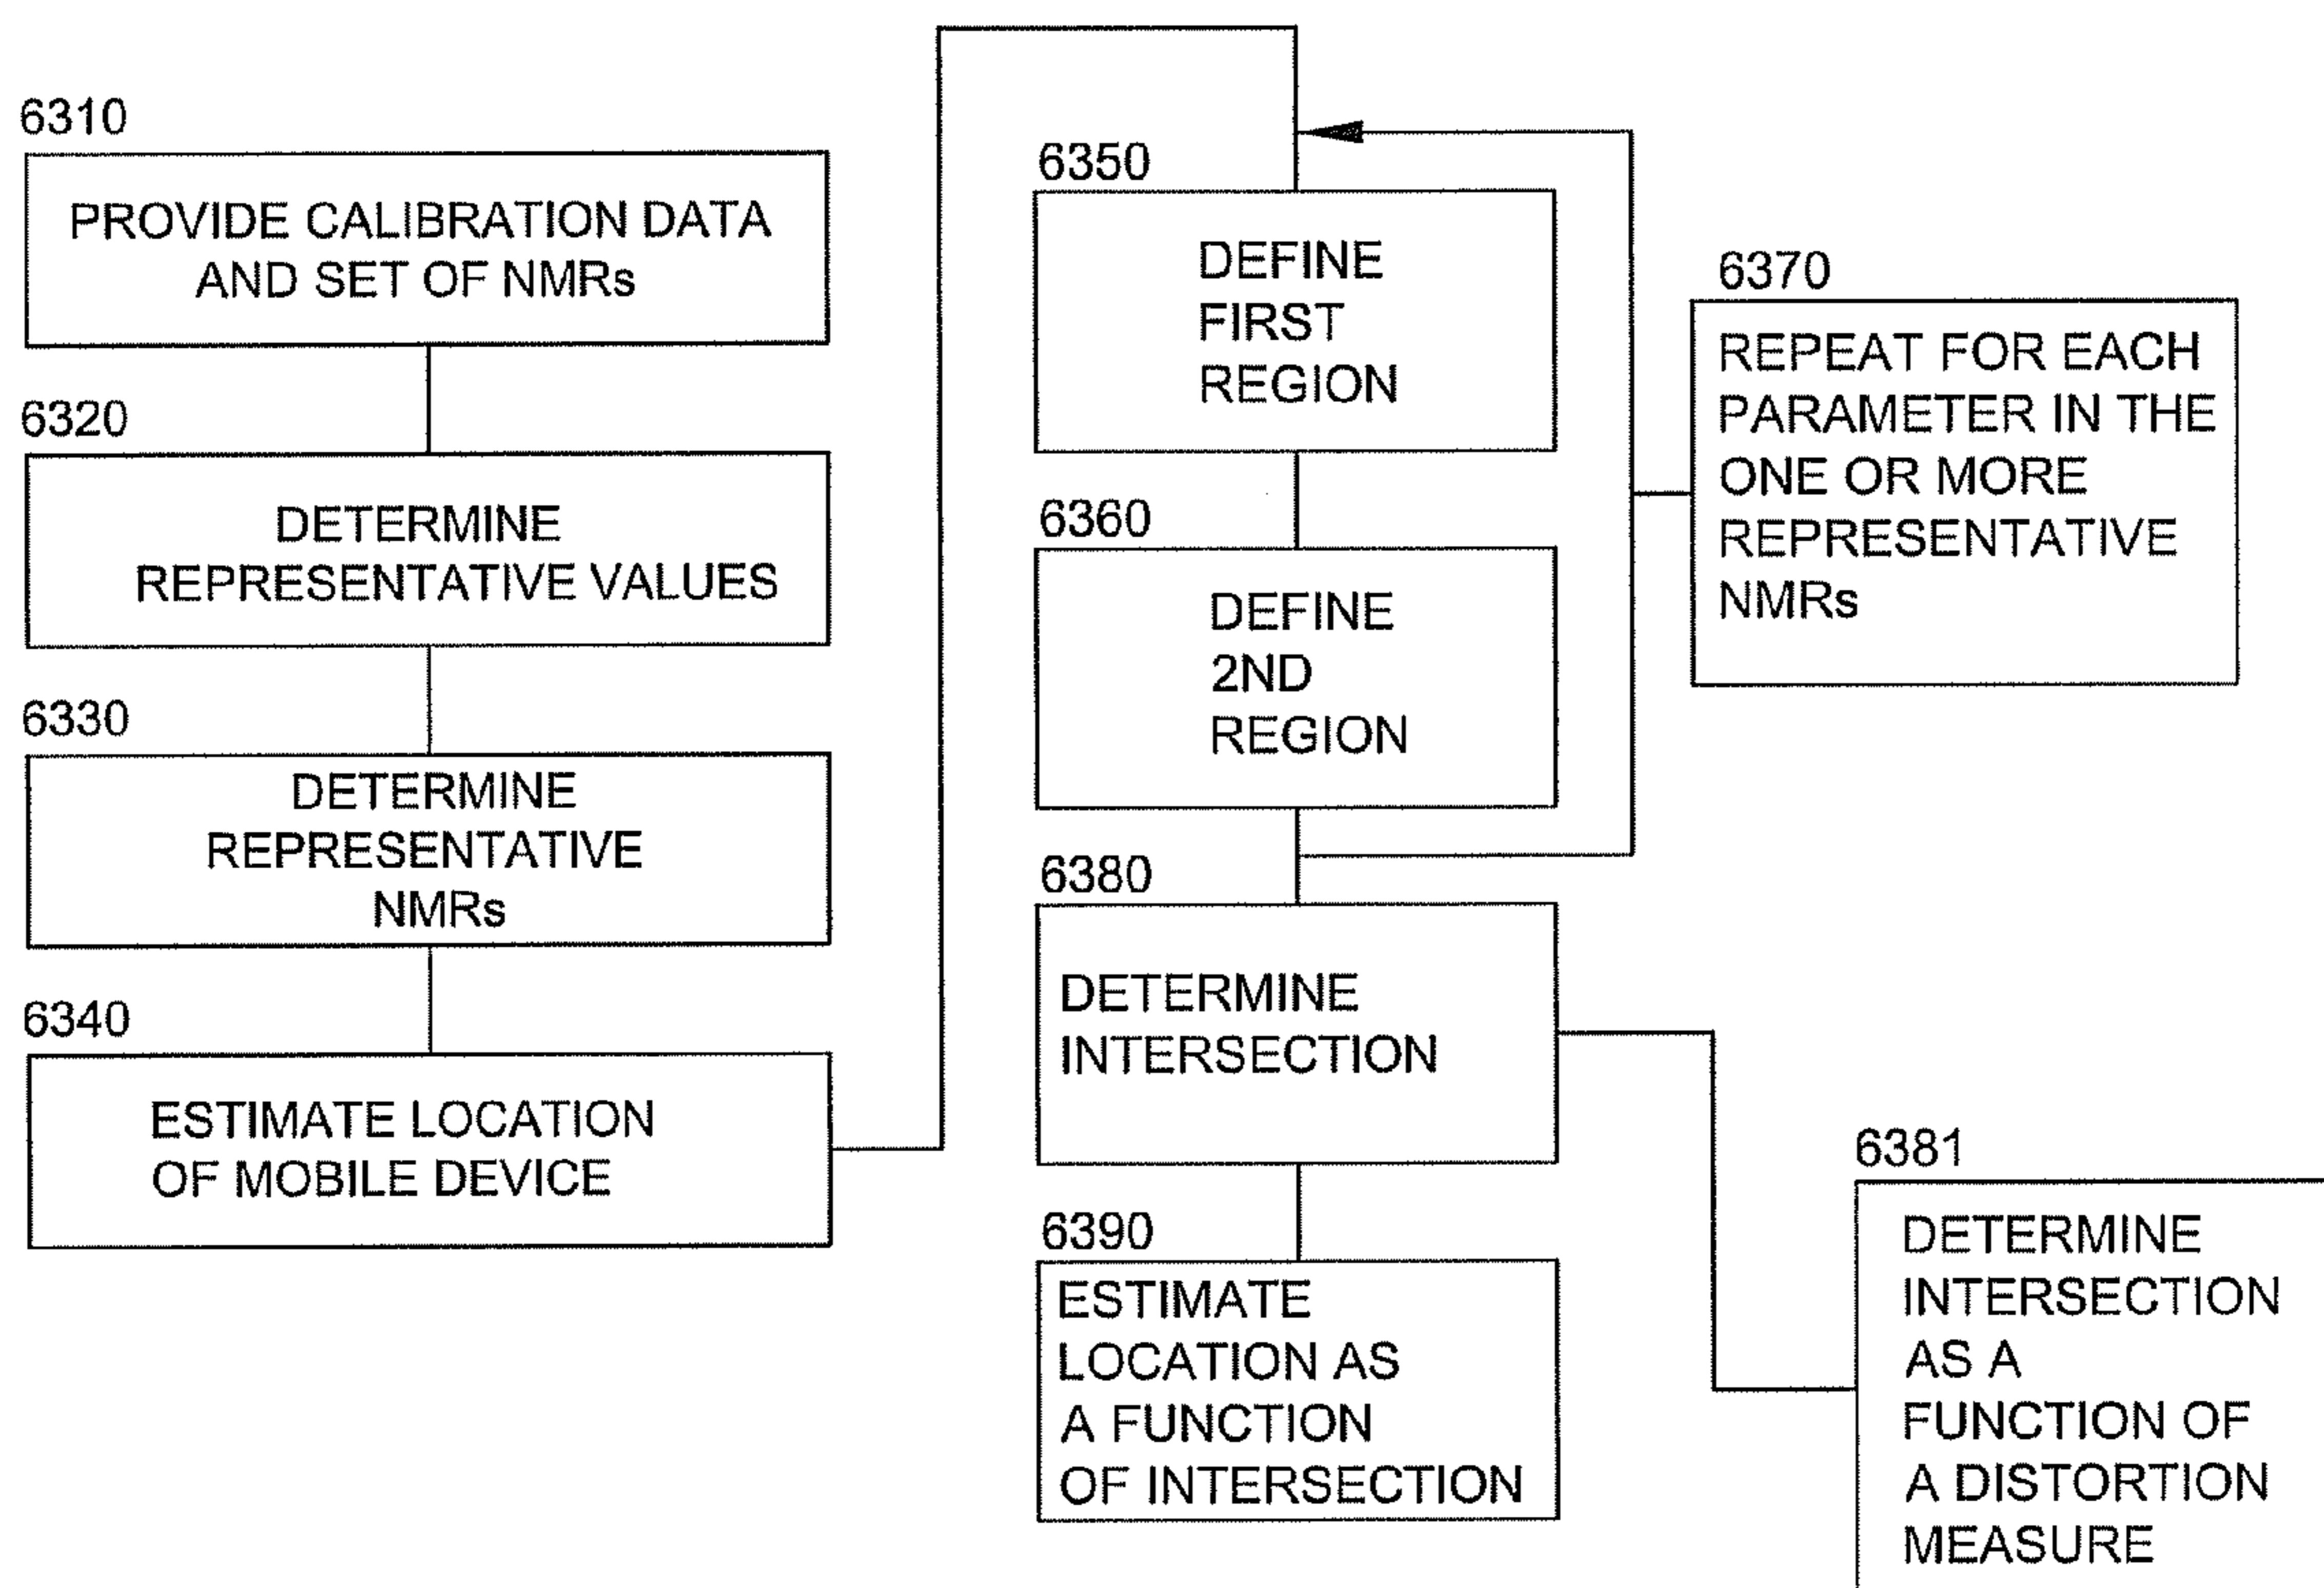 6310
PROVIDE CALIBRATION DATA
AND SET OF NMRs
6320
DETERMINE
REPRESENTATIVE VALUES
6330
DETERMINE
REPRESENTATIVE
NMRs
6340
ESTIMATE LOCATION
OF MOBILE DEVICE
6350
DEFINE
FIRST
REGION
6360
DEFINE
2ND
REGION
6370
REPEAT FOR EACH
PARAMETER IN THE
ONE OR MORE
REPRESENTATIVE
NMRs
6380
DETERMINE
INTERSECTION
6390
ESTIMATE
LOCATION AS
A FUNCTION
OF INTERSECTION
6381
DETERMINE
INTERSECTION
AS A
FUNCTION OF
A DISTORTION
MEASURE